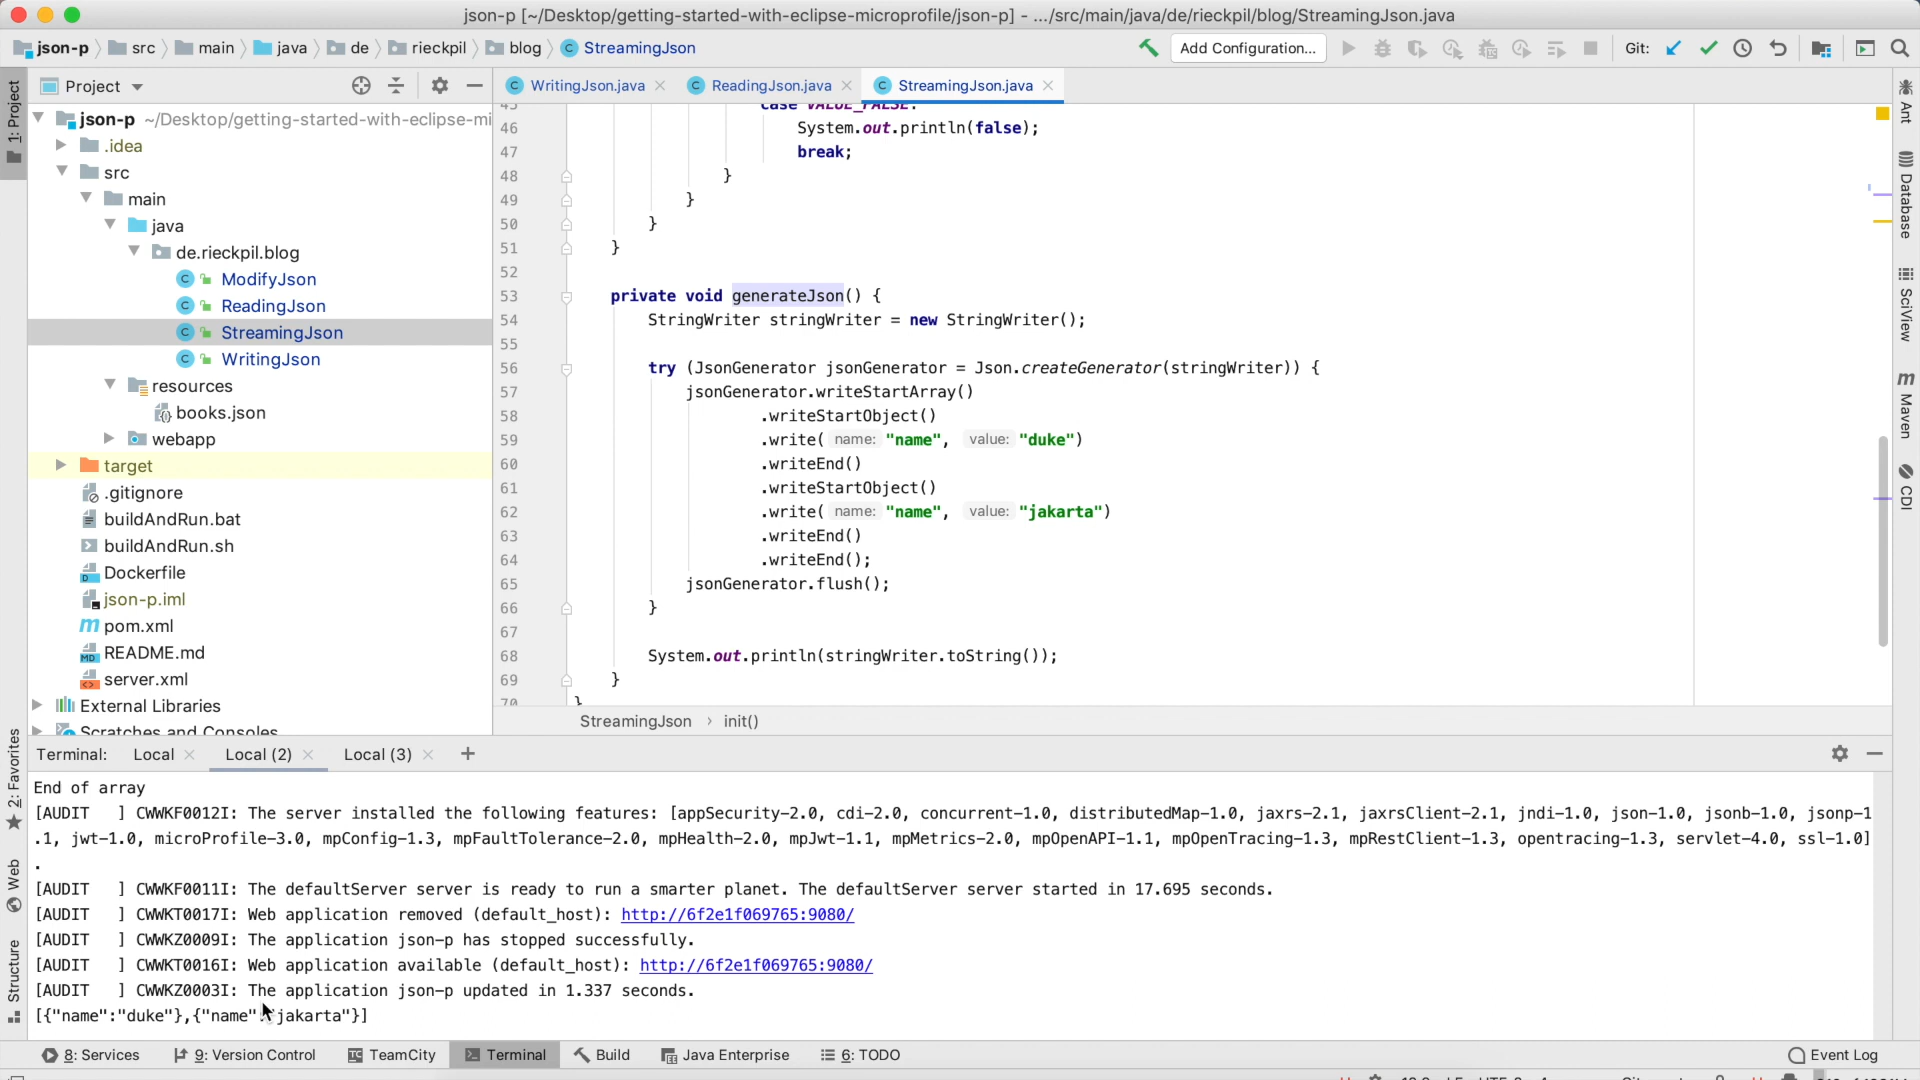 json-p [~/Desktop/getting-started-with-eclipse-microprofile/json-p] - .../src/main/java/de/rieckpil/blog/StreamingJson.java
json-p src main java de rieckpil blog StreamingJson
Add Configuration...
Git:
1: Project
Project
WritingJson.java
ReadingJson.java
StreamingJson.java
json-p ~/Desktop/getting-started-with-eclipse-mi
.idea
src
main
java
de.rieckpil.blog
ModifyJson
ReadingJson
StreamingJson
WritingJson
resources
books.json
webapp
target
.gitignore
buildAndRun.bat
buildAndRun.sh
Dockerfile
json-p.iml
pom.xml
README.md
server.xml
External Libraries
Scratches and Consoles
45 case VALUE_FALSE:
46 System.out.println(false);
47 break;
48 }
49 }
50 }
51 }
52
53 private void generateJson() {
54 StringWriter stringWriter = new StringWriter();
55
56 try (JsonGenerator jsonGenerator = Json.createGenerator(stringWriter)) {
57 jsonGenerator.writeStartArray()
58 .writeStartObject()
59 .write( name: "name", value: "duke")
60 .writeEnd()
61 .writeStartObject()
62 .write( name: "name", value: "jakarta")
63 .writeEnd()
64 .writeEnd();
65 jsonGenerator.flush();
66 }
67
68 System.out.println(stringWriter.toString());
69 }
70 }
StreamingJson › init()
Ant
Database
SciView
Maven
CDI
2: Favorites
Web
Structure
Terminal: Local Local (2) Local (3) +
End of array
[AUDIT   ] CWWKF0012I: The server installed the following features: [appSecurity-2.0, cdi-2.0, concurrent-1.0, distributedMap-1.0, jaxrs-2.1, jaxrsClient-2.1, jndi-1.0, json-1.0, jsonb-1.0, jsonp-1
.1, jwt-1.0, microProfile-3.0, mpConfig-1.3, mpFaultTolerance-2.0, mpHealth-2.0, mpJwt-1.1, mpMetrics-2.0, mpOpenAPI-1.1, mpOpenTracing-1.3, mpRestClient-1.3, opentracing-1.3, servlet-4.0, ssl-1.0]
.
[AUDIT   ] CWWKF0011I: The defaultServer server is ready to run a smarter planet. The defaultServer server started in 17.695 seconds.
[AUDIT   ] CWWKT0017I: Web application removed (default_host): http://6f2e1f069765:9080/
[AUDIT   ] CWWKZ0009I: The application json-p has stopped successfully.
[AUDIT   ] CWWKT0016I: Web application available (default_host): http://6f2e1f069765:9080/
[AUDIT   ] CWWKZ0003I: The application json-p updated in 1.337 seconds.
[{"name":"duke"},{"name":"jakarta"}]
8: Services 9: Version Control TeamCity Terminal Build Java Enterprise 6: TODO Event Log